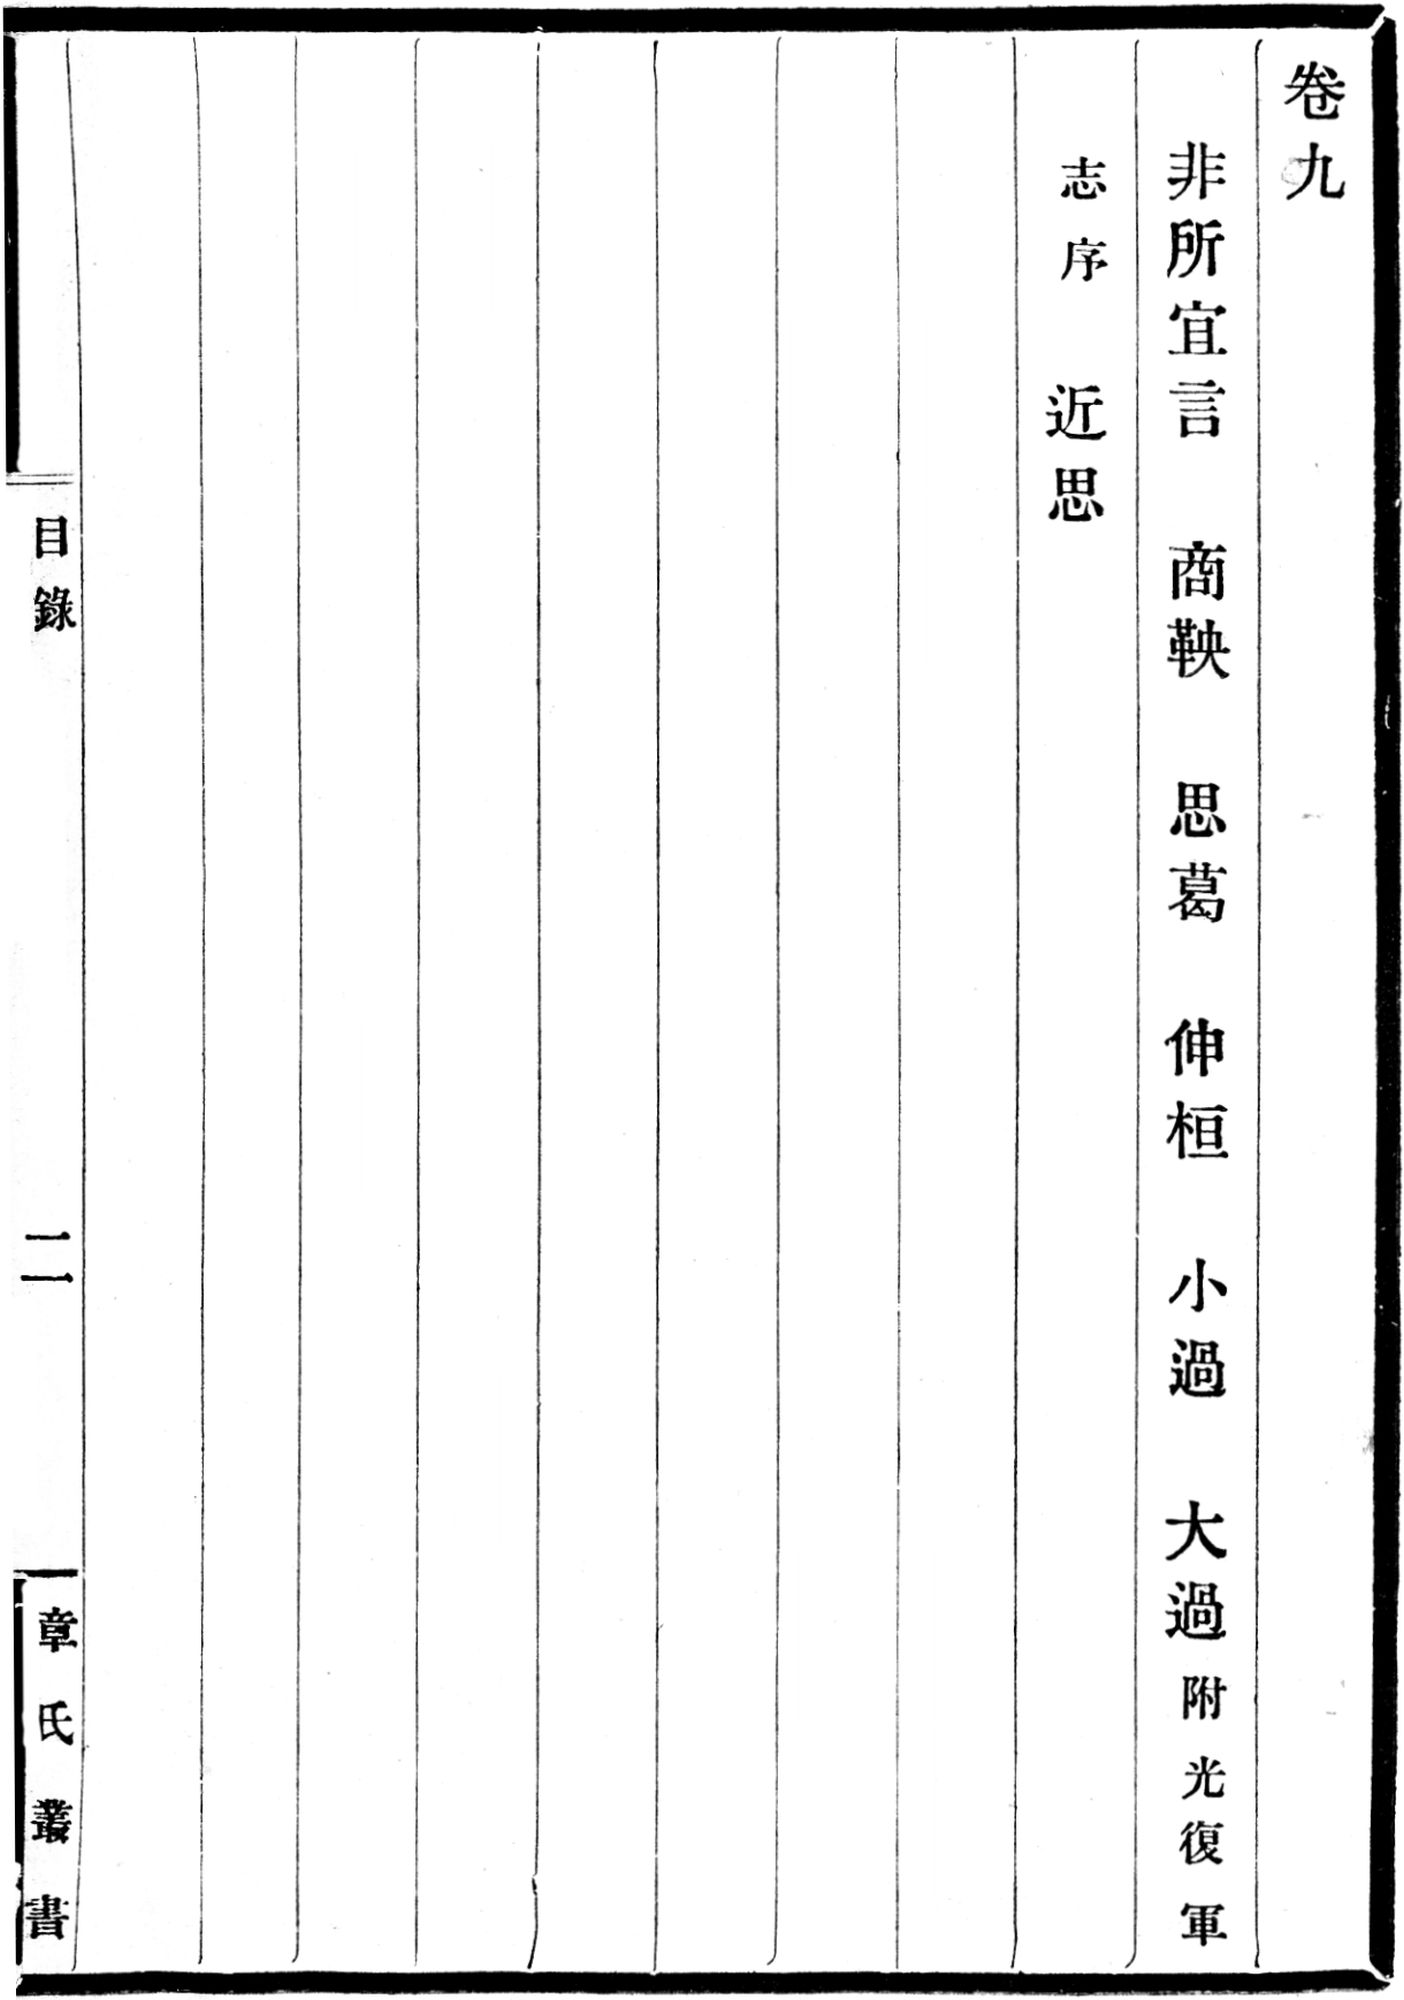 卷九
非所宜言　商鞅　思葛　伸桓　小過　大過附光復軍
志序　近思
目錄　二　章氏叢書